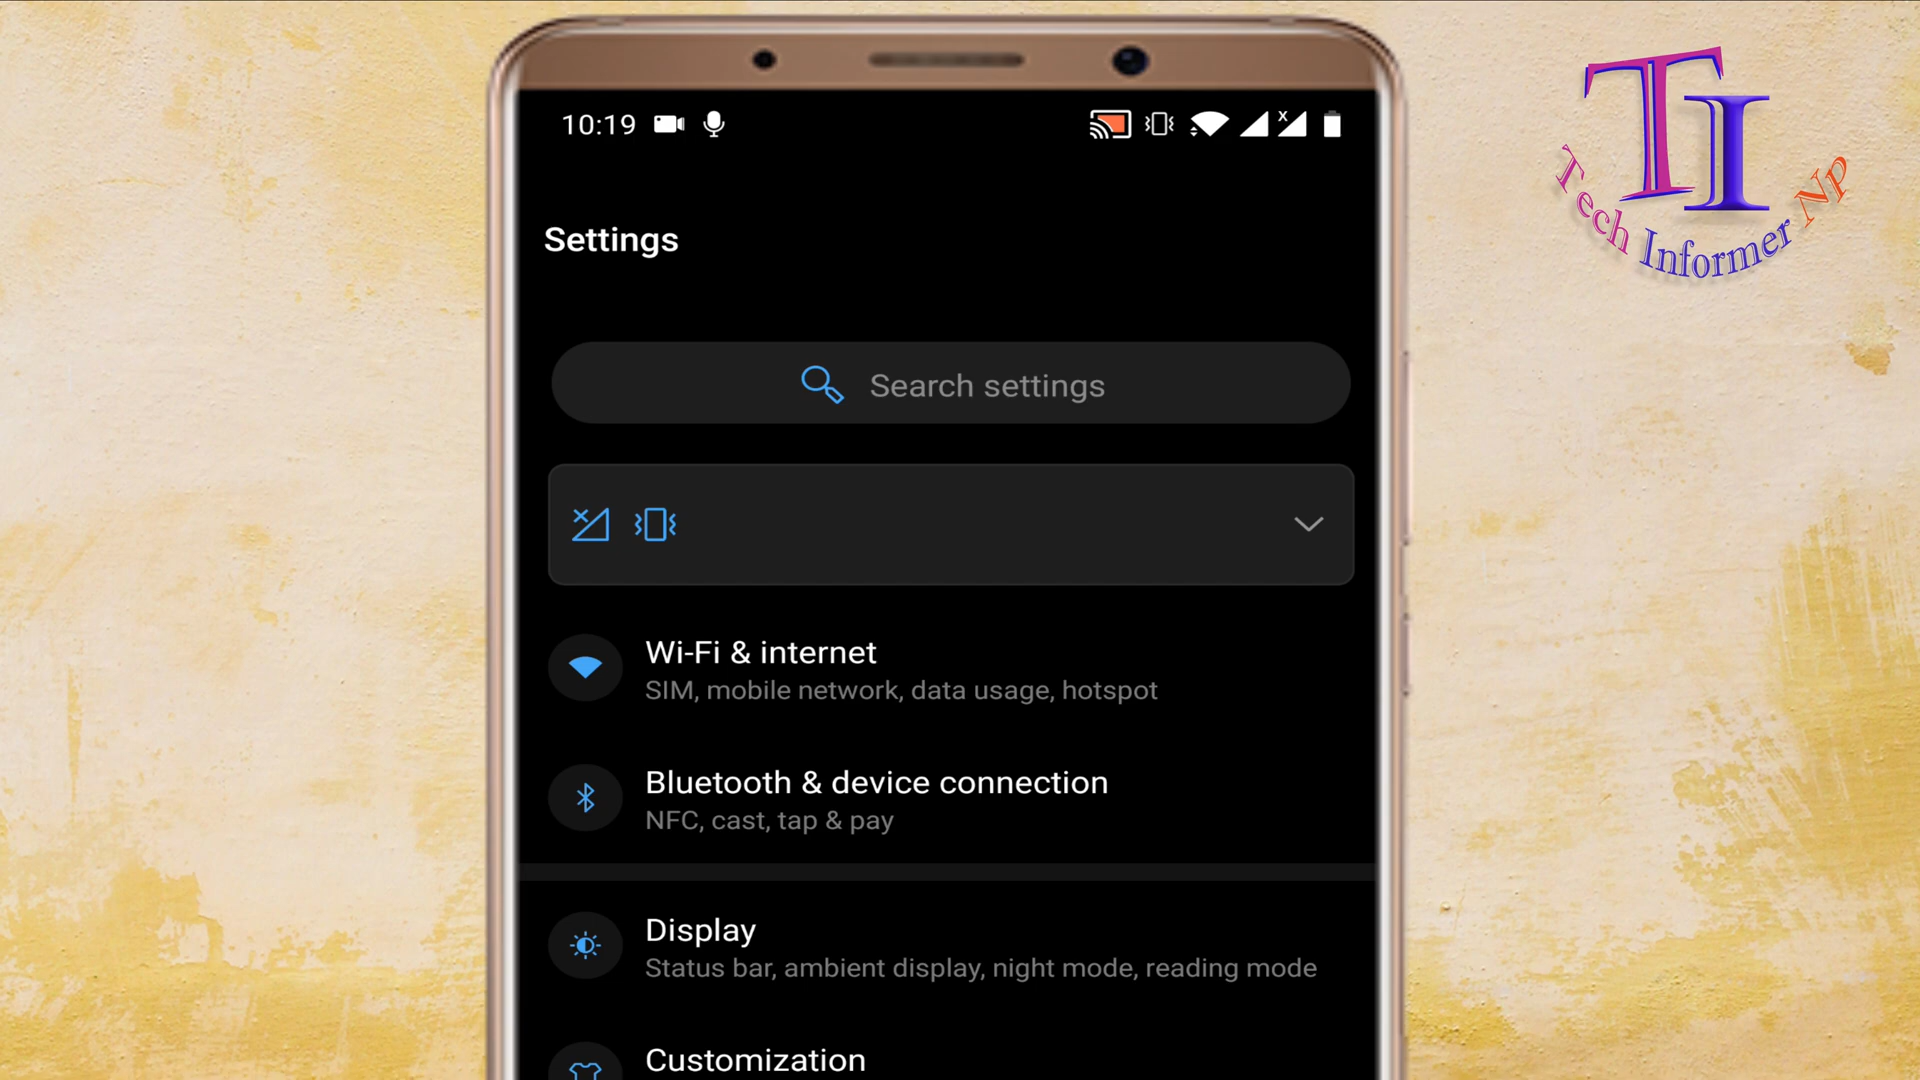 10:19
x
TI
Tech Informer Np
Settings
Search settings
Wi-Fi & internet
SIM, mobile network, data usage, hotspot
Bluetooth & device connection
NFC, cast, tap & pay
Display
Status bar, ambient display, night mode, reading mode
Customization